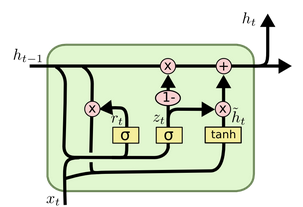 h_t
h_{t-1}
x +
1-
x r_t z_t x h̃_t
σ σ tanh
x_t